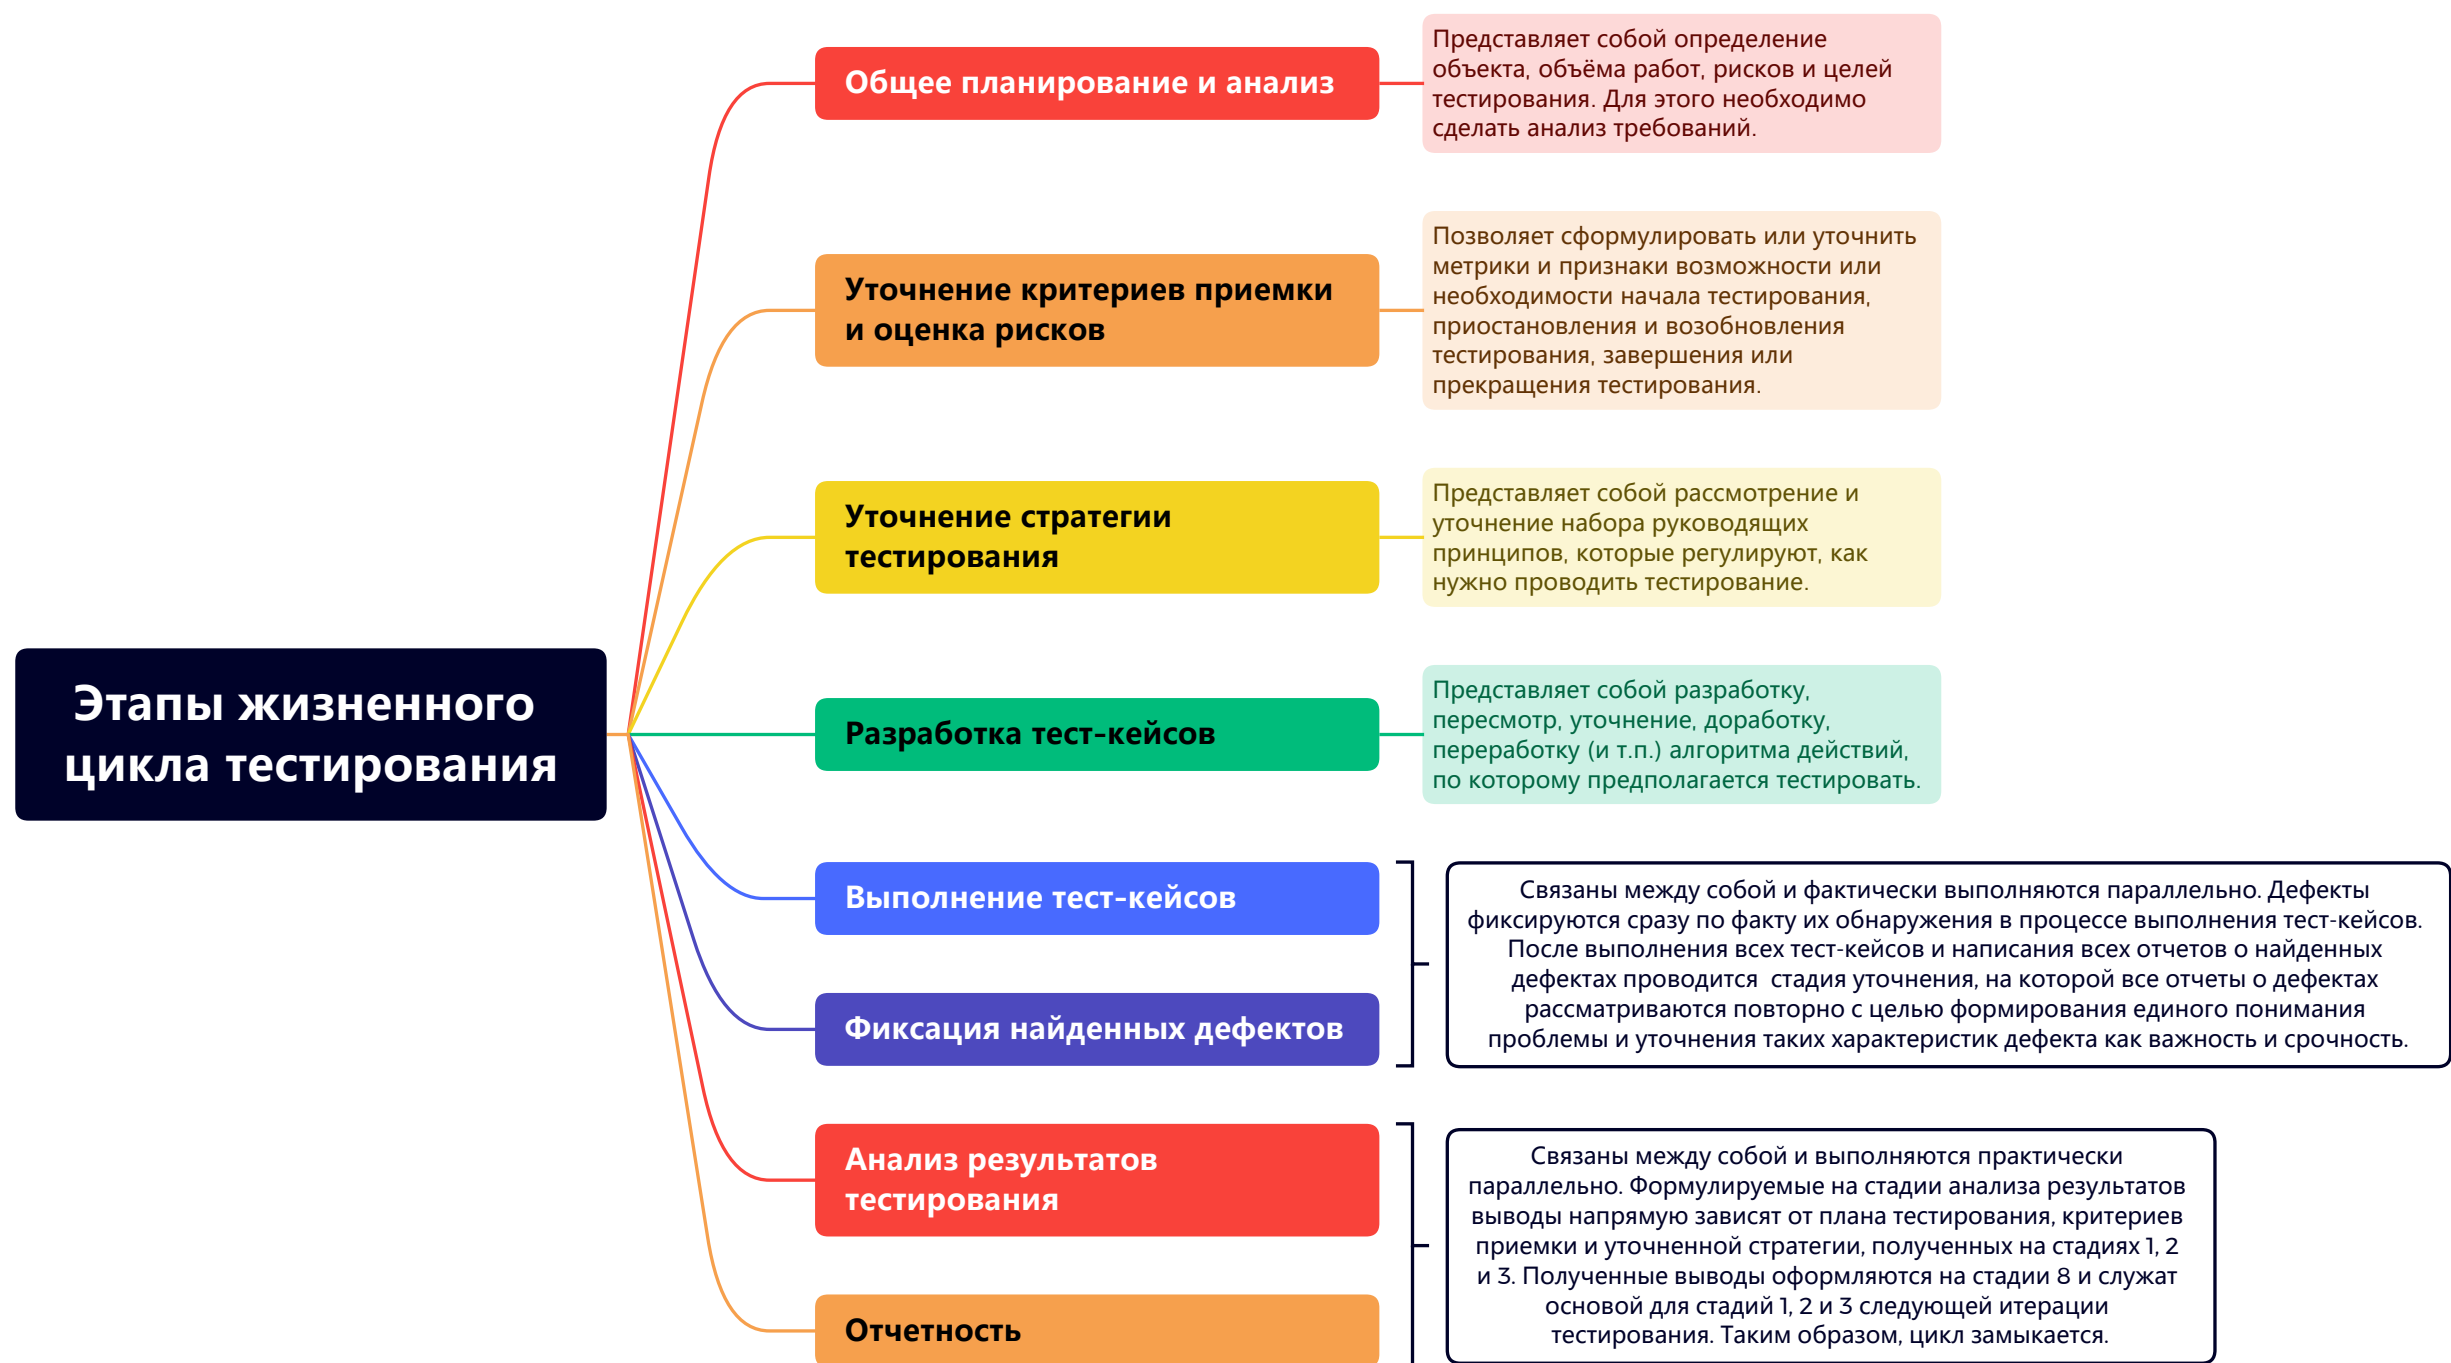 Этапы жизненного
цикла тестирования
Общее планирование и анализ
Представляет собой определение
объекта, объёма работ, рисков и целей
тестирования. Для этого необходимо
сделать анализ требований.
Уточнение критериев приемки
и оценка рисков
Позволяет сформулировать или уточнить
метрики и признаки возможности или
необходимости начала тестирования,
приостановления и возобновления
тестирования, завершения или
прекращения тестирования.
Уточнение стратегии
тестирования
Представляет собой рассмотрение и
уточнение набора руководящих
принципов, которые регулируют, как
нужно проводить тестирование.
Разработка тест-кейсов
Представляет собой разработку,
пересмотр, уточнение, доработку,
переработку (и т.п.) алгоритма действий,
по которому предполагается тестировать.
Выполнение тест-кейсов
Фиксация найденных дефектов
Связаны между собой и фактически выполняются параллельно. Дефекты
фиксируются сразу по факту их обнаружения в процессе выполнения тест-кейсов.
После выполнения всех тест-кейсов и написания всех отчетов о найденных
дефектах проводится  стадия уточнения, на которой все отчеты о дефектах
рассматриваются повторно с целью формирования единого понимания
проблемы и уточнения таких характеристик дефекта как важность и срочность.
Анализ результатов
тестирования
Отчетность
Связаны между собой и выполняются практически
параллельно. Формулируемые на стадии анализа результатов
выводы напрямую зависят от плана тестирования, критериев
приемки и уточненной стратегии, полученных на стадиях 1, 2
и 3. Полученные выводы оформляются на стадии 8 и служат
основой для стадий 1, 2 и 3 следующей итерации
тестирования. Таким образом, цикл замыкается.